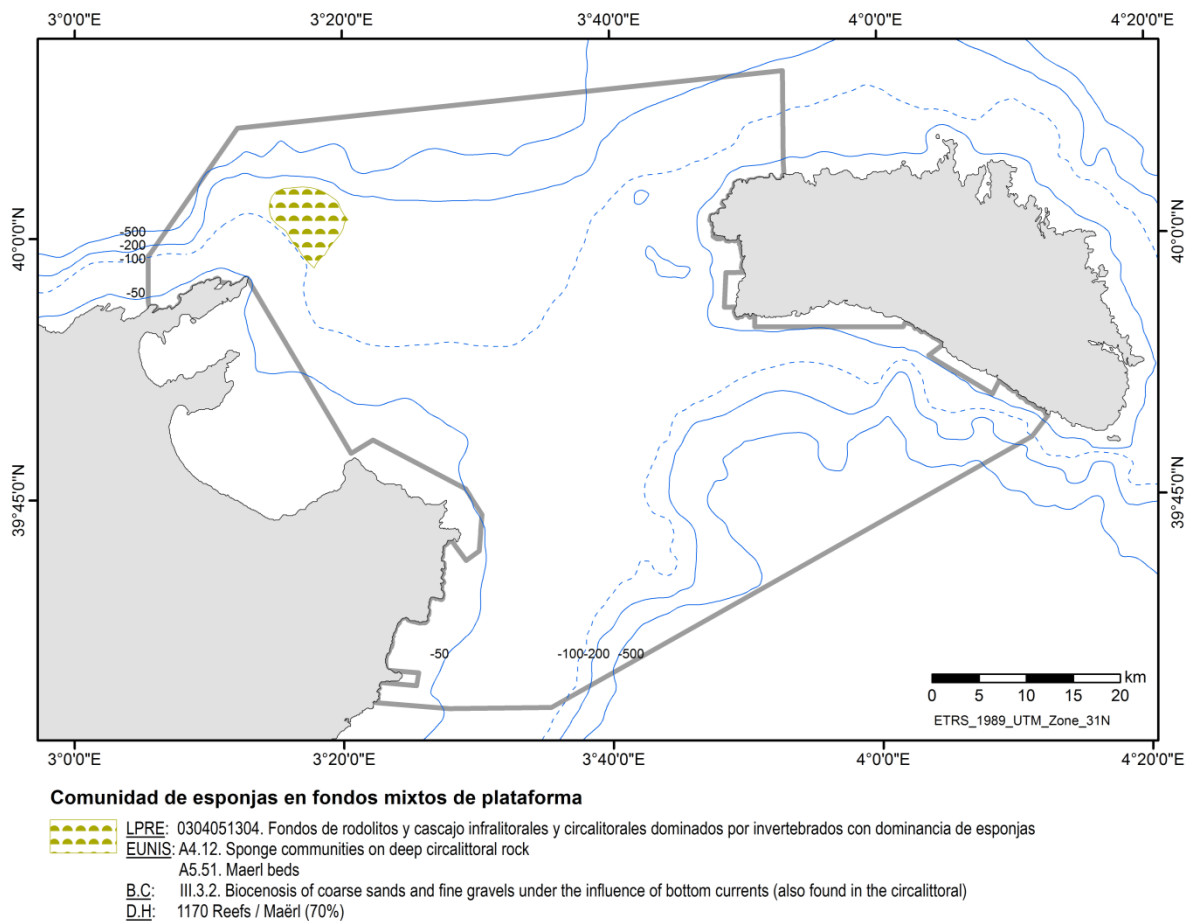 3°0'0"E 3°20'0"E 3°40'0"E 4°0'0"E 4°20'0"E
40°0'0"N 40°0'0"N
-500
-200
-100
-50
39°45'0"N 39°45'0"N
-50 -100 -200 -500
km
0 5 10 15 20
ETRS_1989_UTM_Zone_31N
3°0'0"E 3°20'0"E 3°40'0"E 4°0'0"E 4°20'0"E
Comunidad de esponjas en fondos mixtos de plataforma
LPRE: 0304051304. Fondos de rodolitos y cascajo infralitorales y circalitorales dominados por invertebrados con dominancia de esponjas
EUNIS: A4.12. Sponge communities on deep circalittoral rock
A5.51. Maerl beds
B.C: III.3.2. Biocenosis of coarse sands and fine gravels under the influence of bottom currents (also found in the circalittoral)
D.H: 1170 Reefs / Maërl (70%)